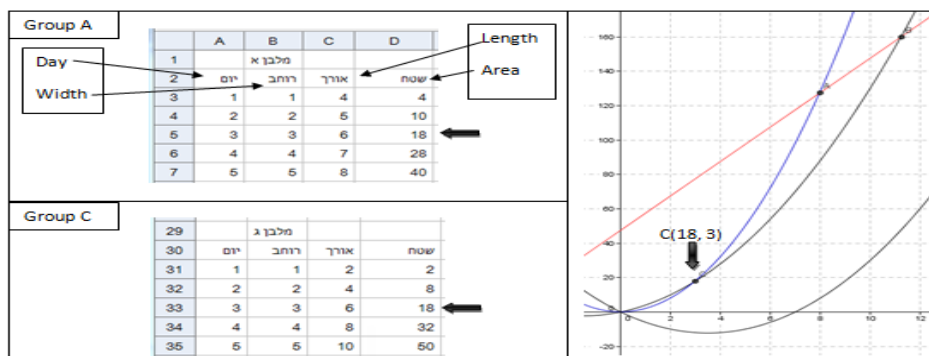 Group A
Day
Width
Length
Area
A B C D
1 מלבן א
2 יום רוחב אורך שטח
3 1 1 4 4
4 2 2 5 10
5 3 3 6 18
6 4 4 7 28
7 5 5 8 40
Group C
29 מלבן ג
30 יום רוחב אורך שטח
31 1 1 2 2
32 2 2 4 8
33 3 3 6 18
34 4 4 8 32
35 5 5 10 50
160
140
120
100
80
60
40
C(18, 3)
20
0 2 4 6 8 10 12
-20